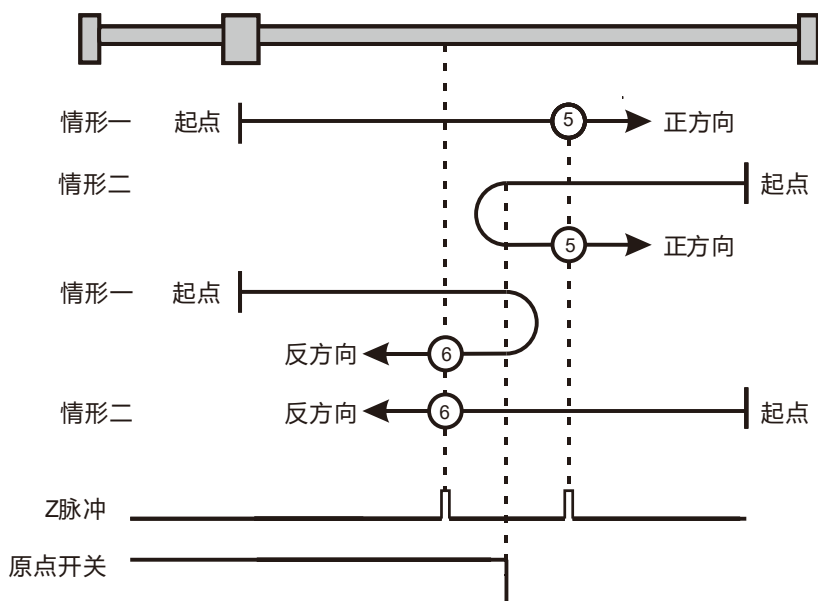 情形一 起点 5 正方向
情形二 起点
5 正方向
情形一 起点
反方向 6
情形二 反方向 6 起点
Z脉冲
原点开关